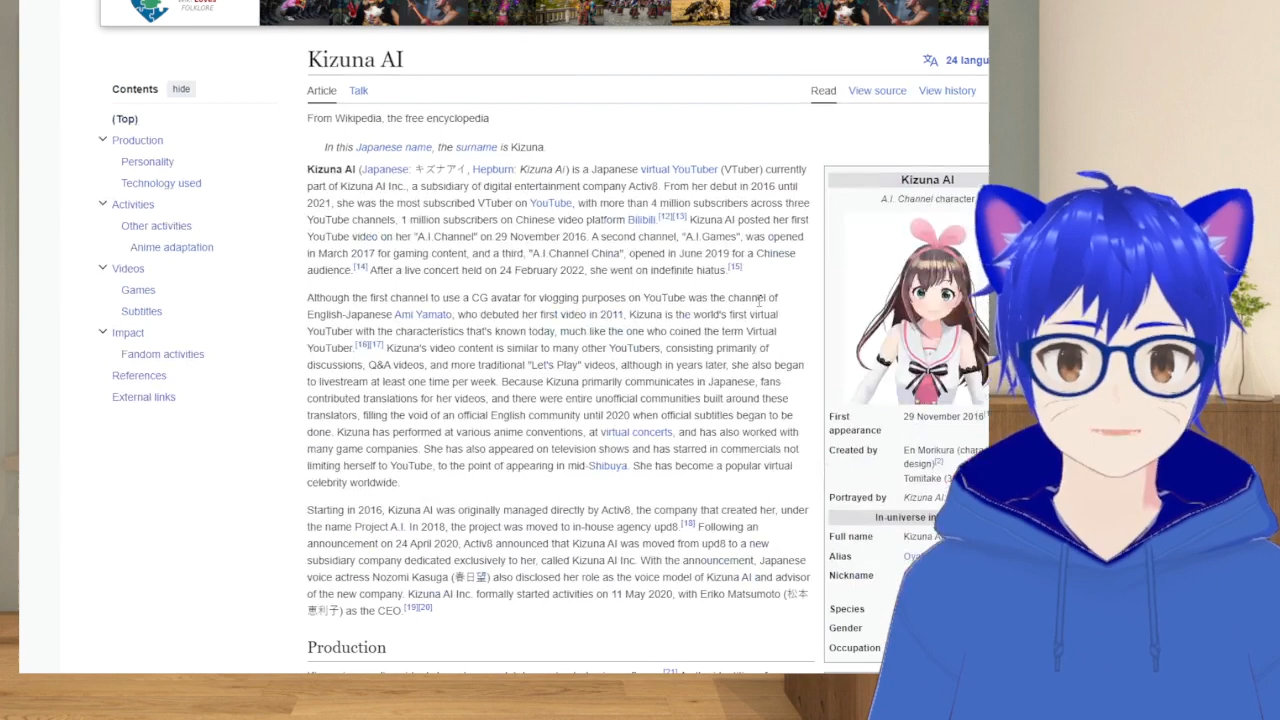 Wiki Loves
FOLKLORE
Kizuna AI
24 langu
Contents hide
Article Talk
Read View source View history
(Top)
Production
Personality
Technology used
Activities
Other activities
Anime adaptation
Videos
Games
Subtitles
Impact
Fandom activities
References
External links
From Wikipedia, the free encyclopedia
In this Japanese name, the surname is Kizuna.
Kizuna AI (Japanese: キズナアイ, Hepburn: Kizuna Ai) is a Japanese virtual YouTuber (VTuber) currently
part of Kizuna AI Inc., a subsidiary of digital entertainment company Activ8. From her debut in 2016 until
2021, she was the most subscribed VTuber on YouTube, with more than 4 million subscribers across three
YouTube channels, 1 million subscribers on Chinese video platform Bilibili.[12][13] Kizuna AI posted her first
YouTube video on her "A.I.Channel" on 29 November 2016. A second channel, "A.I.Games", was opened
in March 2017 for gaming content, and a third, "A.I.Channel China", opened in June 2019 for a Chinese
audience.[14] After a live concert held on 24 February 2022, she went on indefinite hiatus.[15]
Although the first channel to use a CG avatar for vlogging purposes on YouTube was the channel of
English-Japanese Ami Yamato, who debuted her first video in 2011, Kizuna is the world's first virtual
YouTuber with the characteristics that's known today, much like the one who coined the term Virtual
YouTuber.[16][17] Kizuna's video content is similar to many other YouTubers, consisting primarily of
discussions, Q&A videos, and more traditional "Let's Play" videos, although in years later, she also began
to livestream at least one time per week. Because Kizuna primarily communicates in Japanese, fans
contributed translations for her videos, and there were entire unofficial communities built around these
translators, filling the void of an official English community until 2020 when official subtitles began to be
done. Kizuna has performed at various anime conventions, at virtual concerts, and has also worked with
many game companies. She has also appeared on television shows and has starred in commercials not
limiting herself to YouTube, to the point of appearing in mid-Shibuya. She has become a popular virtual
celebrity worldwide.
Starting in 2016, Kizuna AI was originally managed directly by Activ8, the company that created her, under
the name Project A.I. In 2018, the project was moved to in-house agency upd8.[18] Following an
announcement on 24 April 2020, Activ8 announced that Kizuna AI was moved from upd8 to a new
subsidiary company dedicated exclusively to her, called Kizuna AI Inc. With the announcement, Japanese
voice actress Nozomi Kasuga (春日望) also disclosed her role as the voice model of Kizuna AI and advisor
of the new company. Kizuna AI Inc. formally started activities on 11 May 2020, with Eriko Matsumoto (松本
恵利子) as the CEO.[19][20]
Production
Kizuna AI
A.I. Channel character
First
appearance
29 November 2016
Created by
En Morikura (chara
design)[2]
Tomitake (3
Portrayed by
Kizuna AI
In-universe in
Full name
Kizuna A
Alias
Oya
Nickname
Species
Gender
Occupation